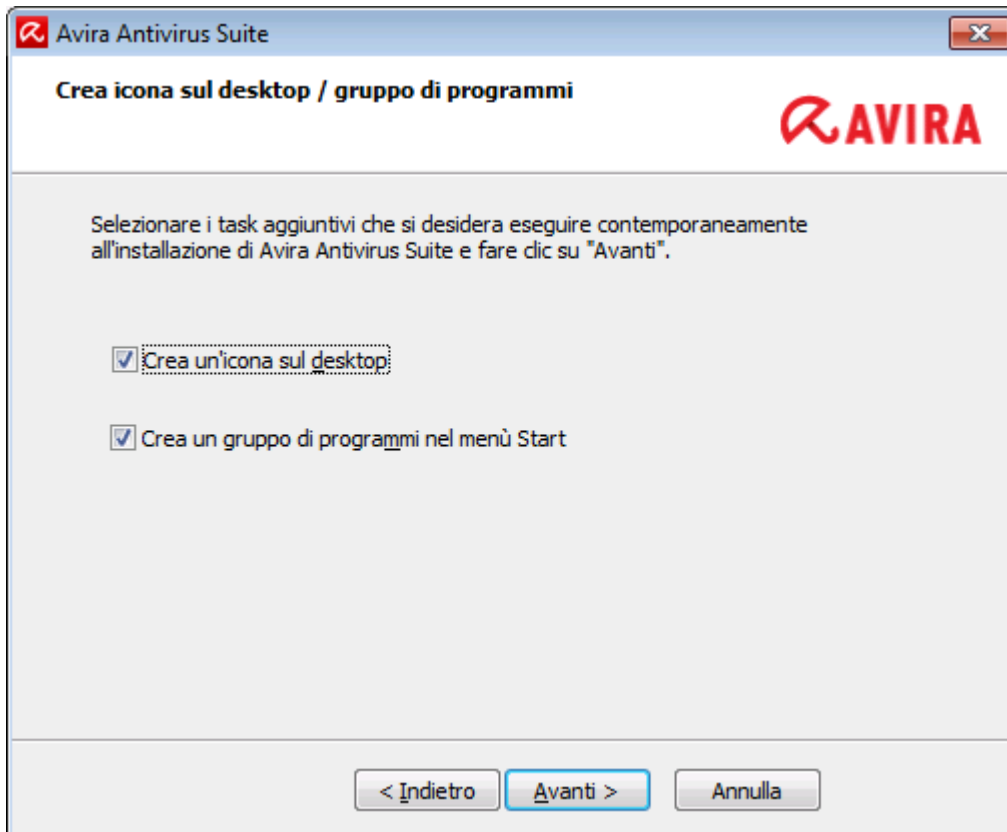 Avira Antivirus Suite
Crea icona sul desktop / gruppo di programmi
AVIRA
Selezionare i task aggiuntivi che si desidera eseguire contemporaneamente
all'installazione di Avira Antivirus Suite e fare clic su "Avanti".
Crea un'icona sul desktop
Crea un gruppo di programmi nel menù Start
< Indietro
Avanti >
Annulla